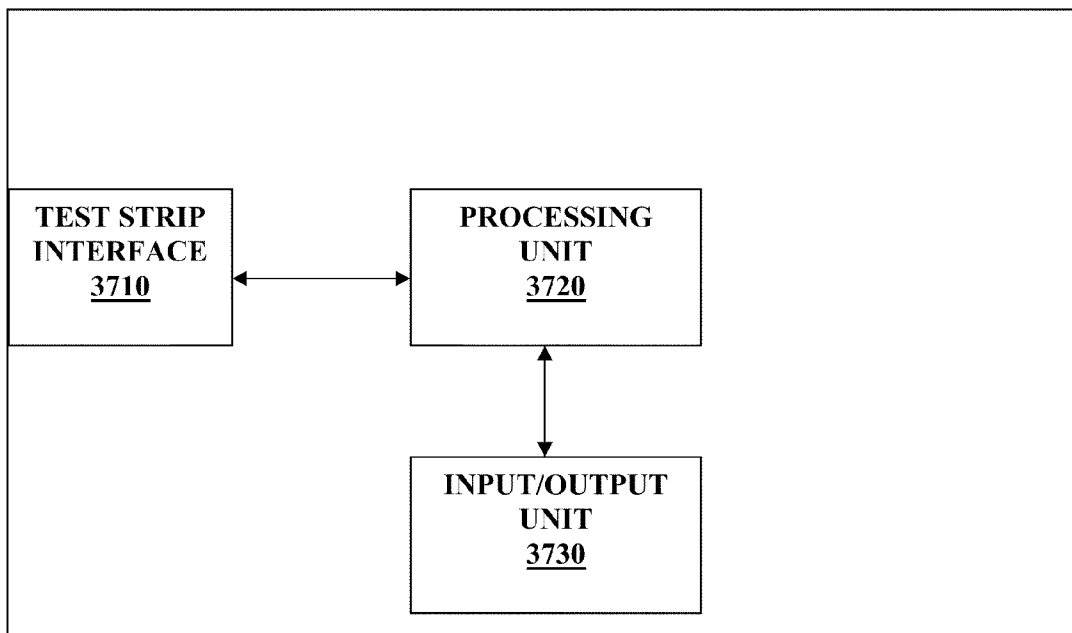 TEST STRIP
INTERFACE
3710
PROCESSING
UNIT
3720
INPUT/OUTPUT
UNIT
3730